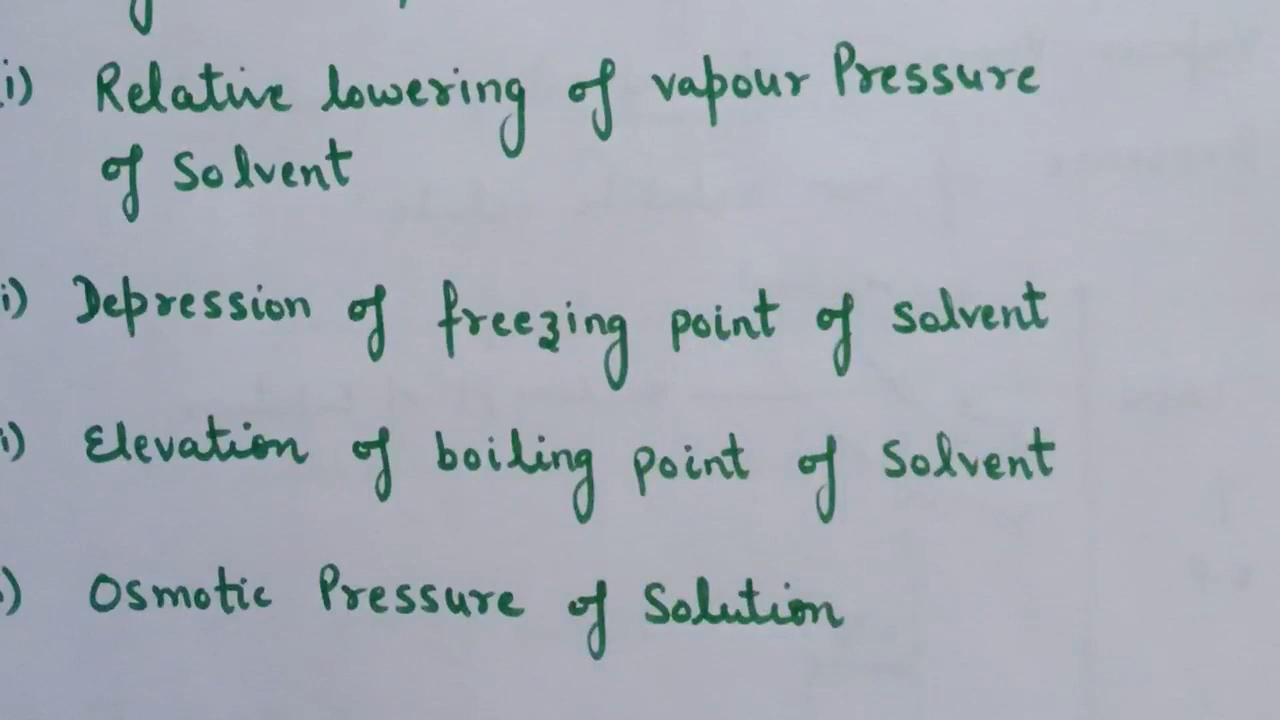 i) Relative lowering of vapour Pressure
of Solvent
i) Depression of freezing point of solvent
i) Elevation of boiling point of Solvent
) Osmotic Pressure of Solution